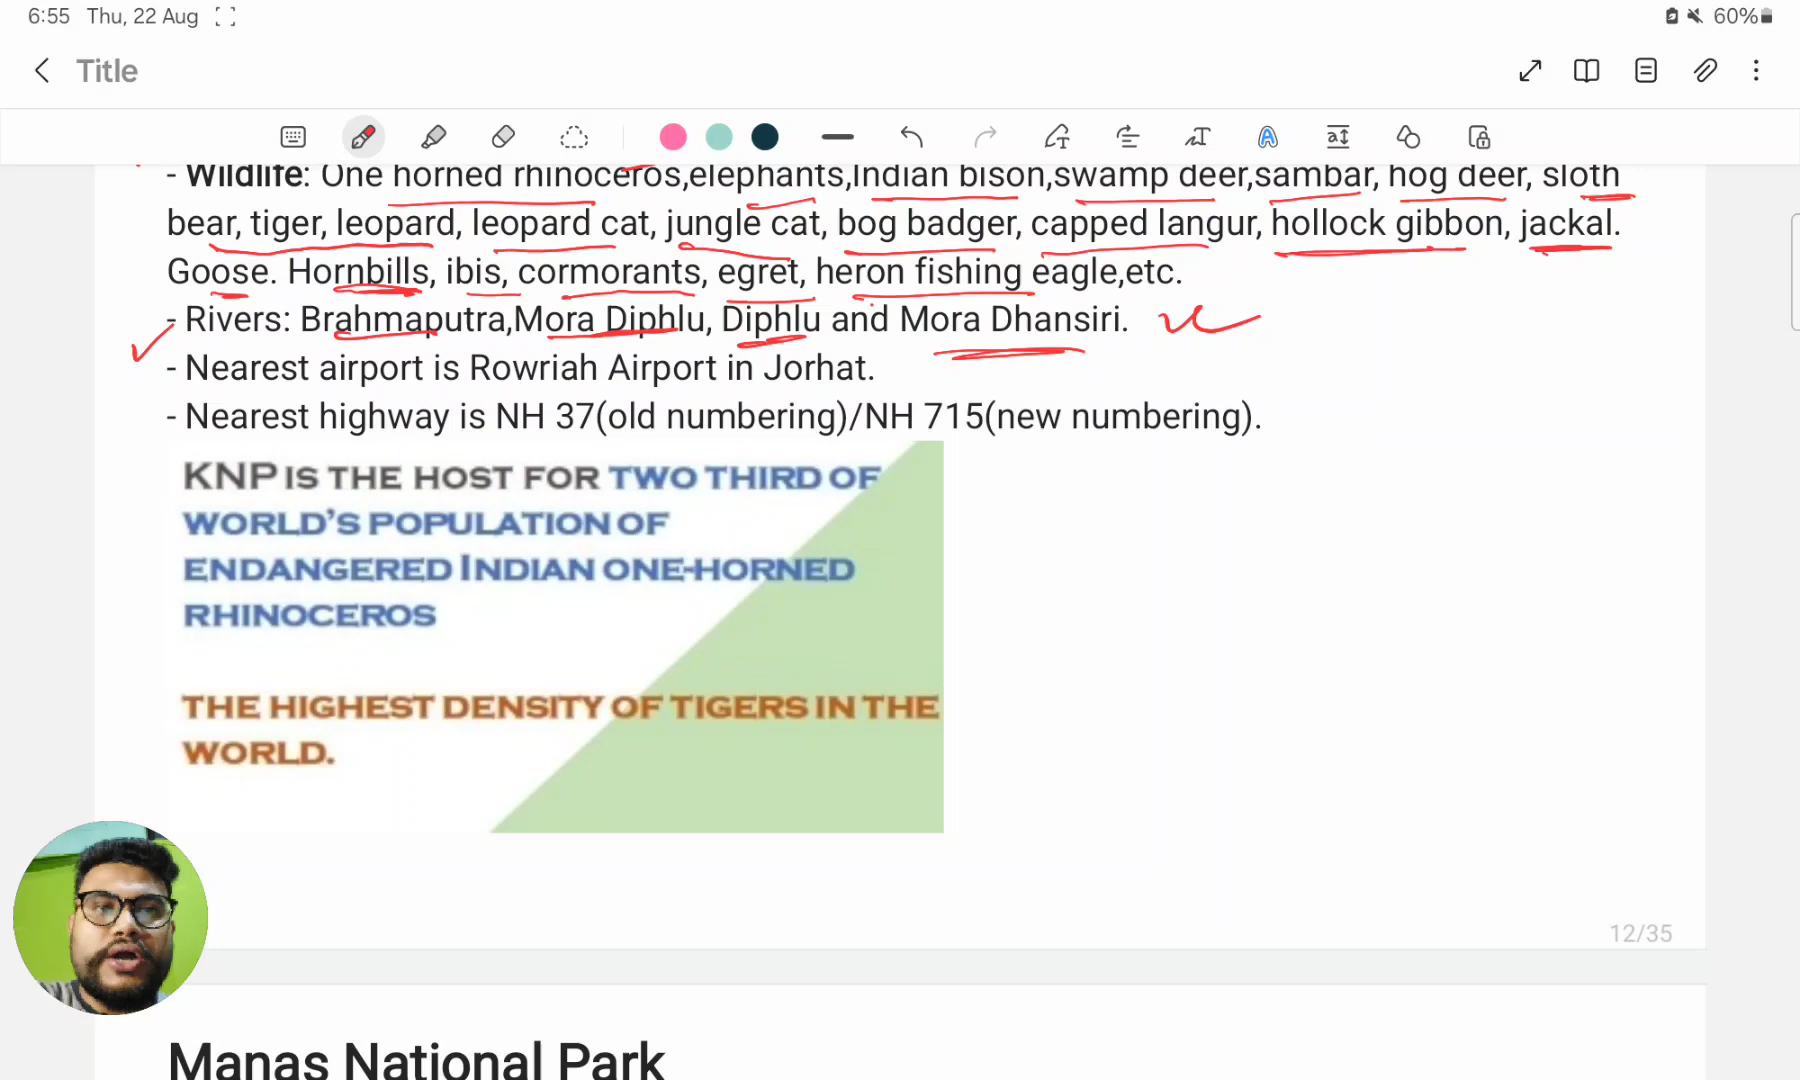 6:55 Thu, 22 Aug 60%
Title
- Wildlife: One horned rhinoceros,elephants,Indian bison,swamp deer,sambar, hog deer, sloth
bear, tiger, leopard, leopard cat, jungle cat, bog badger, capped langur, hollock gibbon, jackal.
Goose. Hornbills, ibis, cormorants, egret, heron fishing eagle,etc.
- Rivers: Brahmaputra,Mora Diphlu, Diphlu and Mora Dhansiri.
- Nearest airport is Rowriah Airport in Jorhat.
- Nearest highway is NH 37(old numbering)/NH 715(new numbering).
KNP IS THE HOST FOR TWO THIRD OF
WORLD'S POPULATION OF
ENDANGERED INDIAN ONE-HORNED
RHINOCEROS
THE HIGHEST DENSITY OF TIGERS IN THE
WORLD.
12/35
Manas National Park